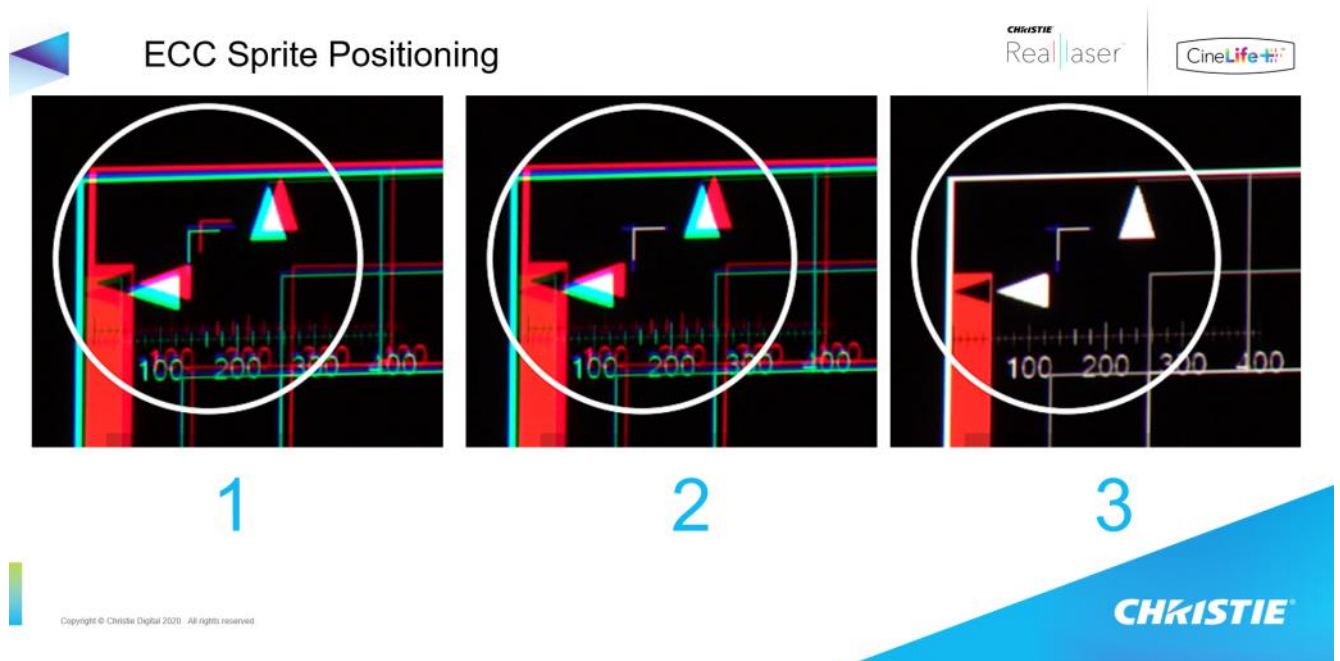 ECC Sprite Positioning
CHRISTIE
Real laser
CineLife+
100 200 300 400
100 200 300 400
100 200 300 400
1
2
3
Copyright © Christie Digital 2020 All rights reserved
CHRISTIE®